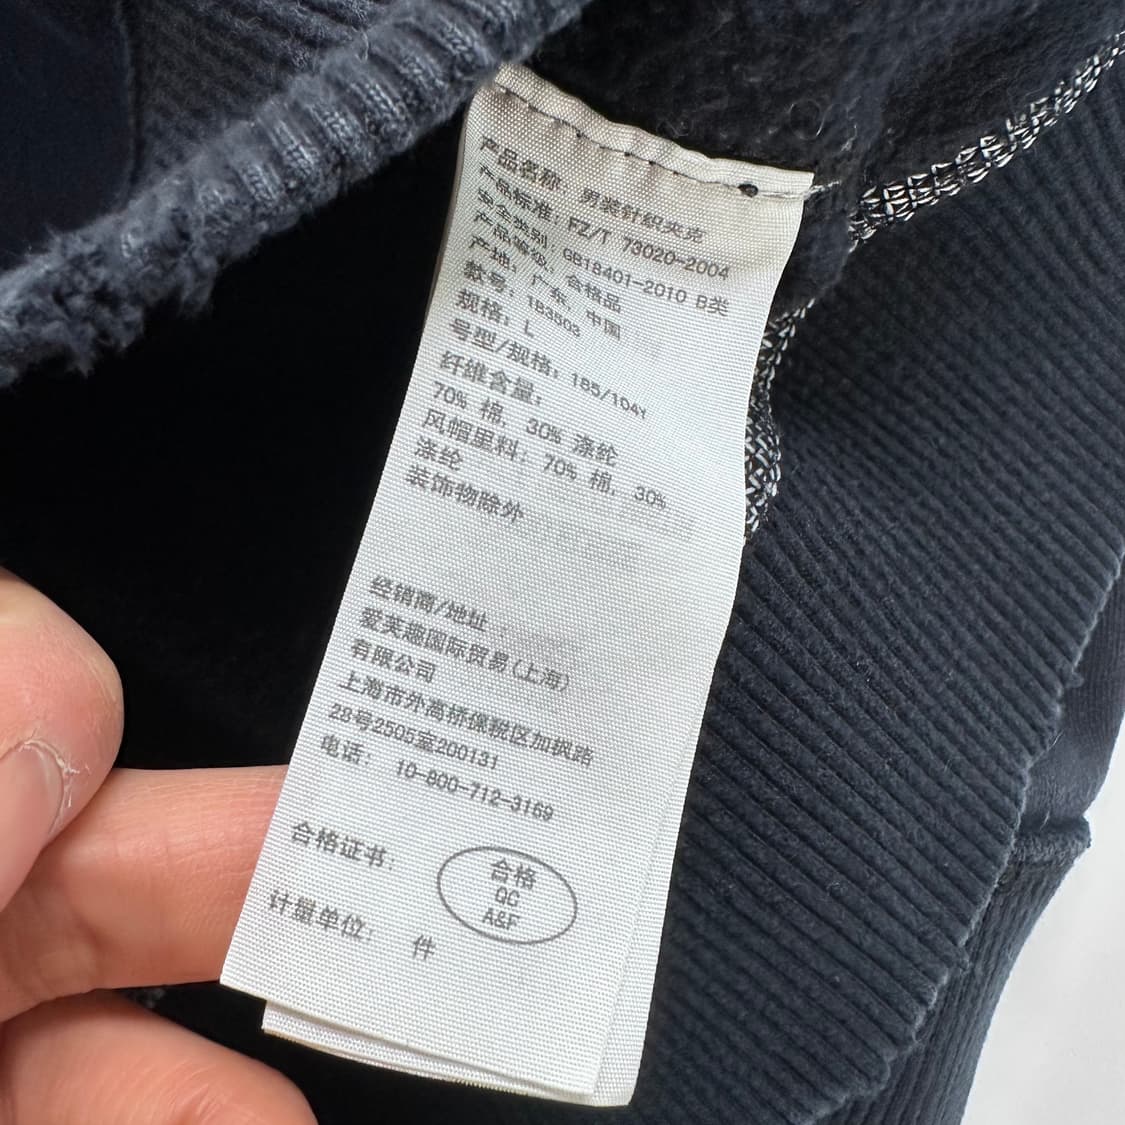 产品名称: 男装针织夹克
产品标准: FZ/T 73020-2004
安全类别: GB18401-2010 B类
产品等级: 合格品
产地: 广东, 中国
款号: 183503
规格: L
号型/规格: 185/104Y
纤维含量:
70% 棉, 30% 涤纶
风帽里料: 70% 棉, 30%
涤纶
装饰物除外
经销商/地址:
爱芙趣国际贸易(上海)
有限公司
上海市外高桥保税区加枫路
28号2505室200131
电话: 10-800-712-3169
合格证书:
合格
QC
A&F
计量单位: 件